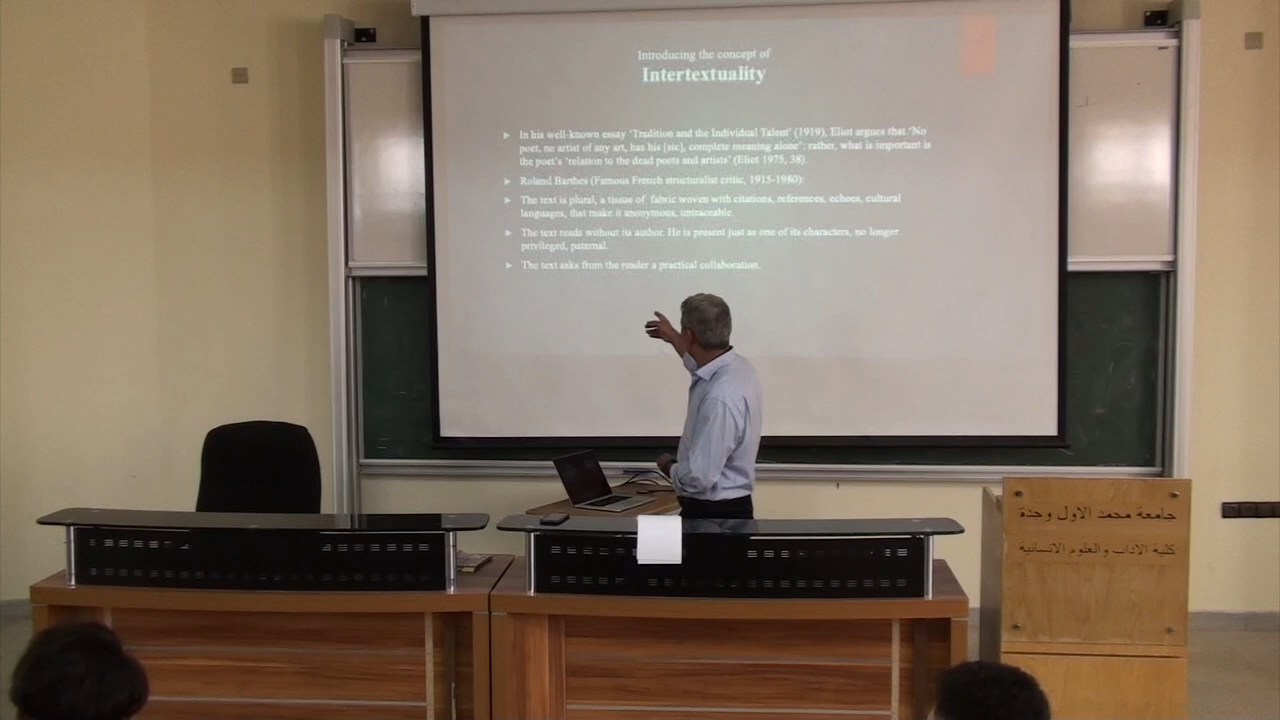 Introducing the concept of
Intertextuality
► In his well-known essay 'Tradition and the Individual Talent' (1919), Eliot argues that 'No
poet, no artist of any art, has his [sic], complete meaning alone'; rather, what is important is
the poet's 'relation to the dead poets and artists' (Eliot 1975, 38).
► Roland Barthes (Famous French structuralist critic, 1915-1980):
► The text is plural, a tissue of fabric woven with citations, references, echoes, cultural
languages, that make it anonymous, untraceable.
► The text reads without its author. He is present just as one of its characters, no longer
privileged, paternal.
► The text asks from the reader a practical collaboration.
جامعة محمد الاول وجدة
كلية الاداب والعلوم الانسانية